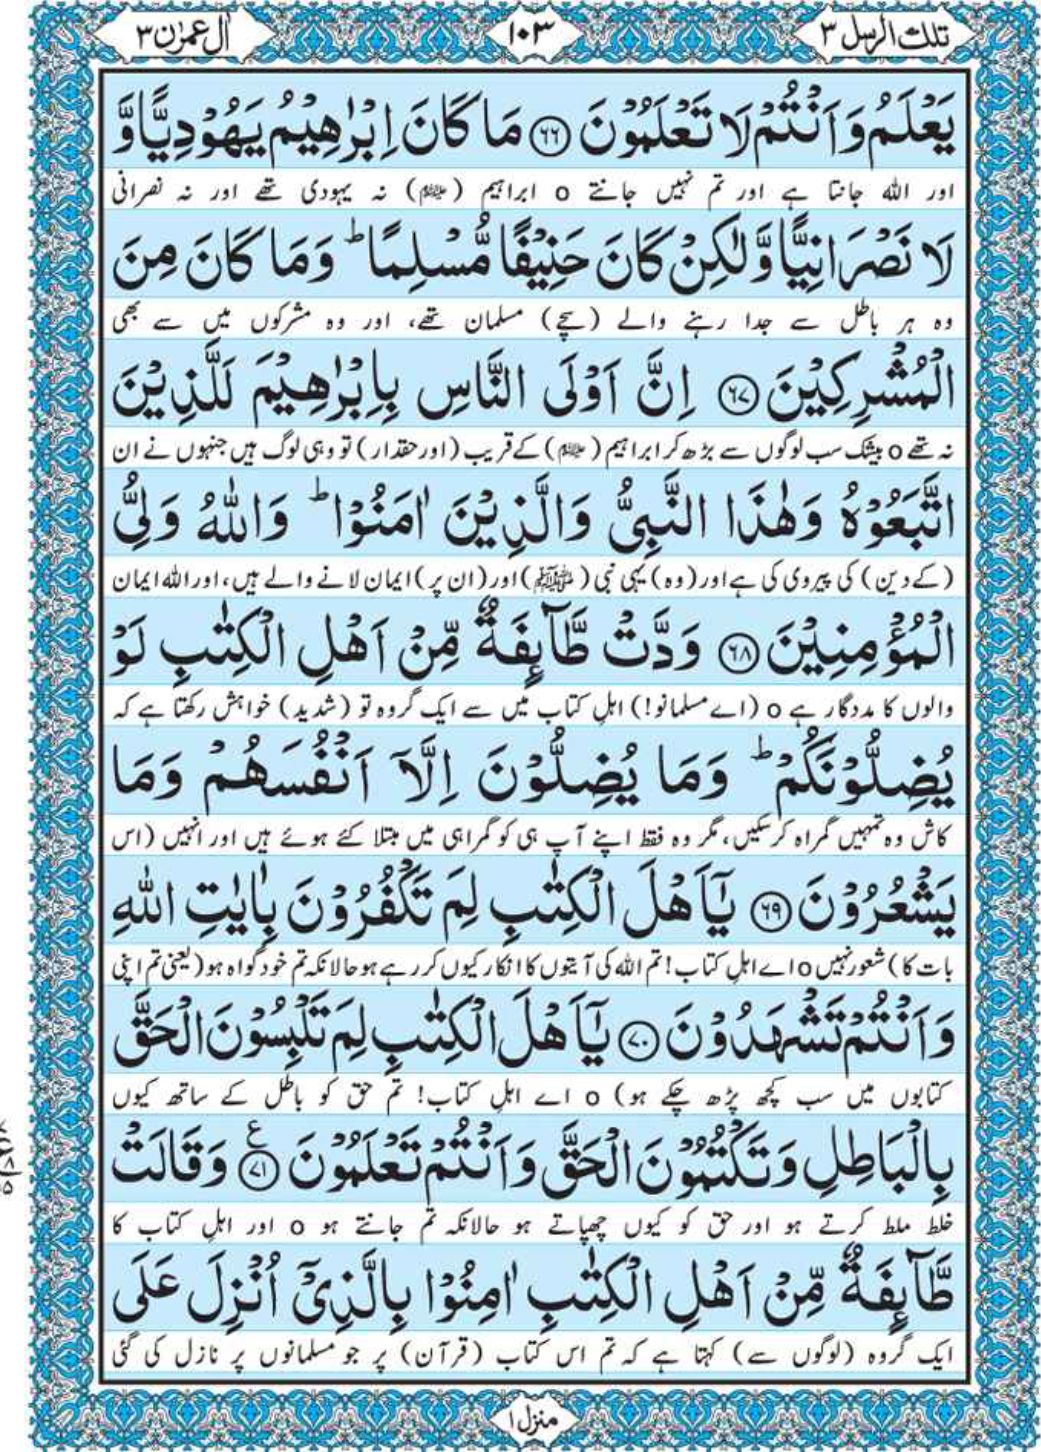 تلك الرسل ٣
١٠٣
اٰل عمرٰن ٣
يَعْلَمُ وَاَنْتُمْ لَا تَعْلَمُوْنَ ﴿٦٦﴾ مَا كَانَ اِبْرٰهِيْمُ يَهُوْدِيًّا وَّ
اور اللہ جانتا ہے اور تم نہیں جانتے o ابراہیم (علیہ السلام) نہ یہودی تھے اور نہ نصرانی
لَا نَصْرَانِيًّا وَّلٰكِنْ كَانَ حَنِيْفًا مُّسْلِمًا ؕ وَمَا كَانَ مِنَ
وہ ہر باطل سے جدا رہنے والے (سچے) مسلمان تھے، اور وہ مشرکوں میں سے بھی
الْمُشْرِكِيْنَ ﴿٦٧﴾ اِنَّ اَوْلَى النَّاسِ بِاِبْرٰهِيْمَ لَلَّذِيْنَ
نہ تھے o بیشک سب لوگوں سے بڑھ کر ابراہیم (علیہ السلام) کے قریب (اور حقدار) تو وہی لوگ ہیں جنہوں نے ان
اتَّبَعُوْهُ وَهٰذَا النَّبِيُّ وَالَّذِيْنَ اٰمَنُوْا ؕ وَاللّٰهُ وَلِيُّ
(کے دین) کی پیروی کی ہے اور (وہ) یہی نبی (ﷺ) اور (ان پر) ایمان لانے والے ہیں، اور اللہ ایمان
الْمُؤْمِنِيْنَ ﴿٦٨﴾ وَدَّتْ طَّآئِفَةٌ مِّنْ اَهْلِ الْكِتٰبِ لَوْ
والوں کا مددگار ہے o (اے مسلمانو!) اہلِ کتاب میں سے ایک گروہ تو (شدید) خواہش رکھتا ہے کہ
يُضِلُّوْنَكُمْ ؕ وَمَا يُضِلُّوْنَ اِلَّآ اَنْفُسَهُمْ وَمَا
کاش وہ تمہیں گمراہ کر سکیں، مگر وہ فقط اپنے آپ ہی کو گمراہی میں مبتلا کئے ہوئے ہیں اور انہیں (اس
يَشْعُرُوْنَ ﴿٦٩﴾ يٰٓاَهْلَ الْكِتٰبِ لِمَ تَكْفُرُوْنَ بِاٰيٰتِ اللّٰهِ
بات کا) شعور نہیں o اے اہلِ کتاب! تم اللہ کی آیتوں کا انکار کیوں کر رہے ہو حالانکہ تم خود گواہ ہو (یعنی تم اپنی
وَاَنْتُمْ تَشْهَدُوْنَ ﴿٧٠﴾ يٰٓاَهْلَ الْكِتٰبِ لِمَ تَلْبِسُوْنَ الْحَقَّ
کتابوں میں سب کچھ پڑھ چکے ہو) o اے اہلِ کتاب! تم حق کو باطل کے ساتھ کیوں
بِالْبَاطِلِ وَتَكْتُمُوْنَ الْحَقَّ وَاَنْتُمْ تَعْلَمُوْنَ ﴿٧١﴾ ع وَقَالَتْ
خلط ملط کرتے ہو اور حق کو کیوں چھپاتے ہو حالانکہ تم جانتے ہو o اور اہلِ کتاب کا
طَّآئِفَةٌ مِّنْ اَهْلِ الْكِتٰبِ اٰمِنُوْا بِالَّذِيْٓ اُنْزِلَ عَلَى
ایک گروہ (لوگوں سے) کہتا ہے کہ تم اس کتاب (قرآن) پر جو مسلمانوں پر نازل کی گئی
منزل ١